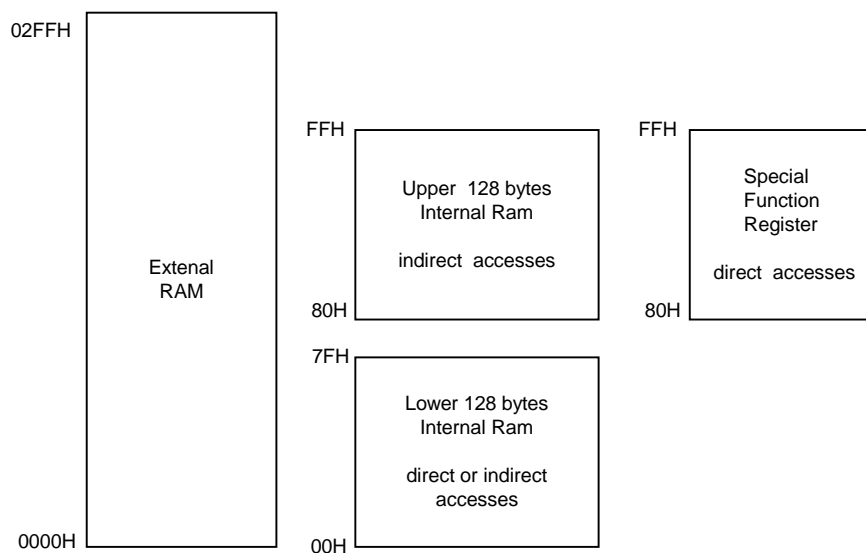 02FFH
Extenal
RAM
0000H
FFH
Upper 128 bytes
Internal Ram
indirect accesses
80H
7FH
Lower 128 bytes
Internal Ram
direct or indirect
accesses
00H
FFH
Special
Function
Register
direct accesses
80H